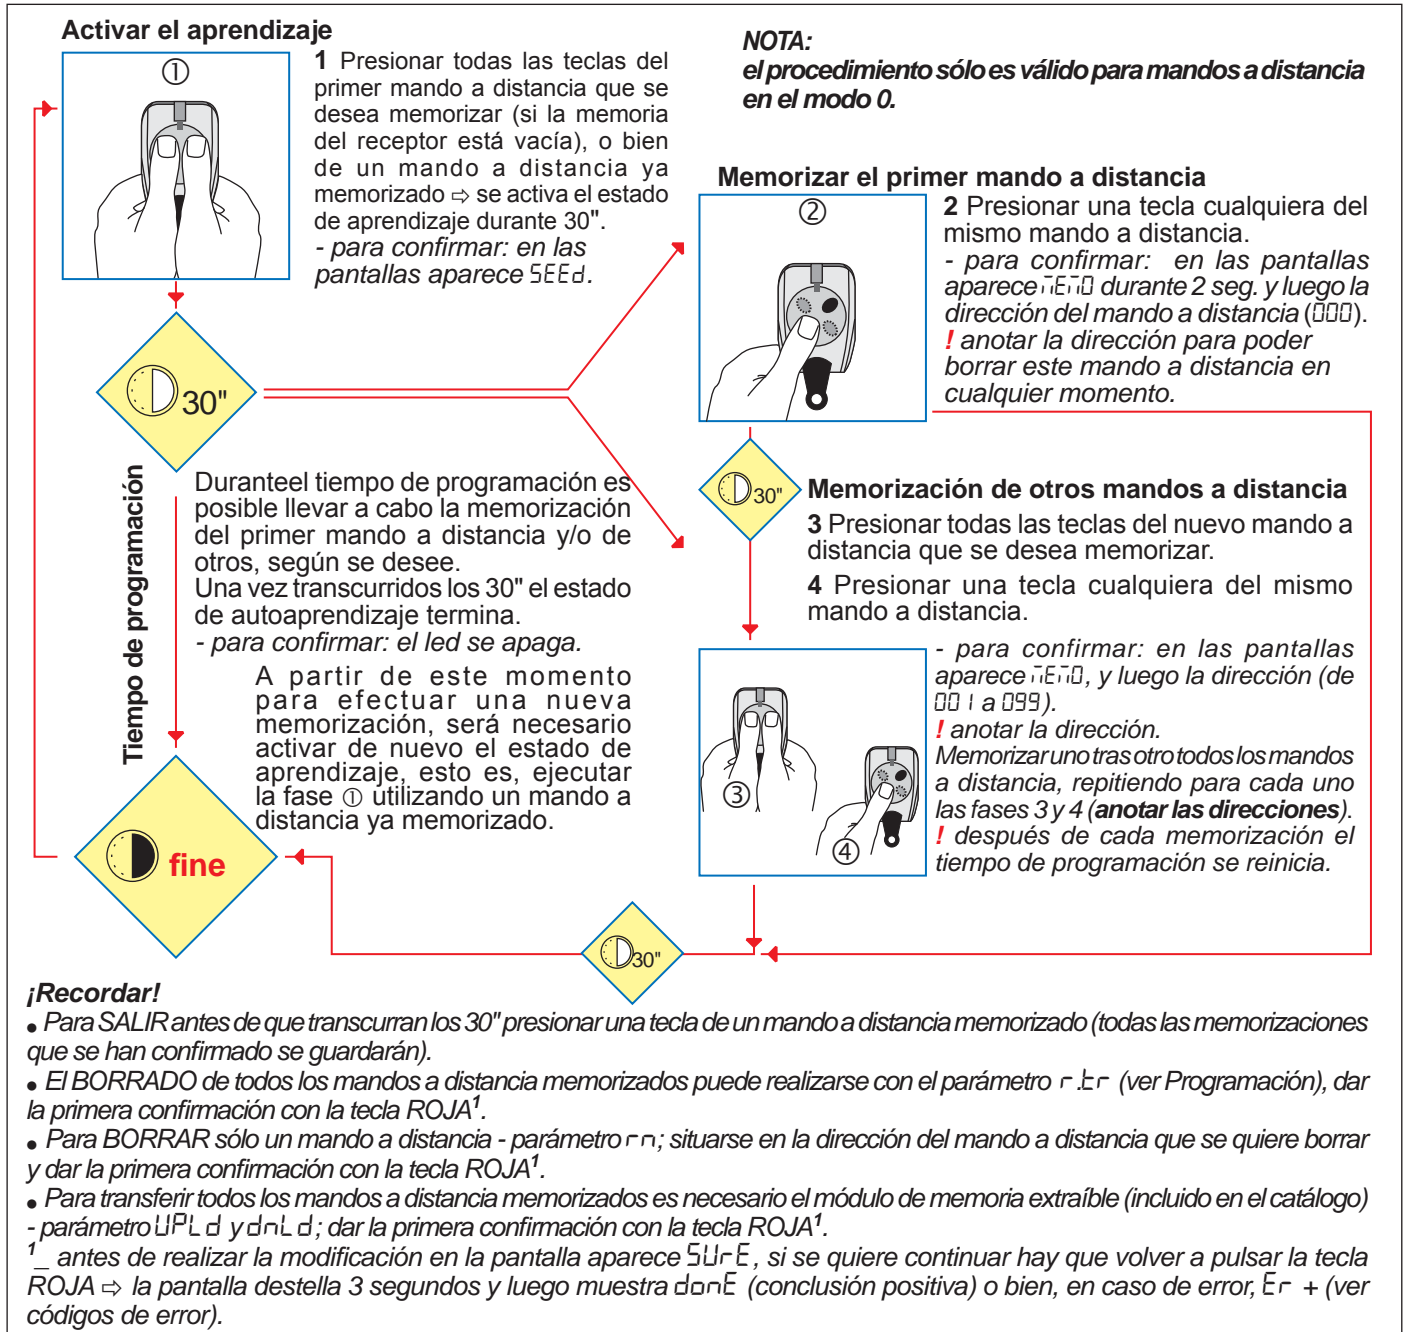 Activar el aprendizaje
①
1 Presionar todas las teclas del
primer mando a distancia que se
desea memorizar (si la memoria
del receptor está vacía), o bien
de un mando a distancia ya
memorizado ⇨ se activa el estado
de aprendizaje durante 30".
- para confirmar: en las
pantallas aparece SEEd.
NOTA:
el procedimiento sólo es válido para mandos a distancia
en el modo 0.
Memorizar el primer mando a distancia
②
2 Presionar una tecla cualquiera del
mismo mando a distancia.
- para confirmar: en las pantallas
aparece MEMO durante 2 seg. y luego la
dirección del mando a distancia (000).
! anotar la dirección para poder
borrar este mando a distancia en
cualquier momento.
30"
Tiempo de programación
Duranteel tiempo de programación es
posible llevar a cabo la memorización
del primer mando a distancia y/o de
otros, según se desee.
Una vez transcurridos los 30" el estado
de autoaprendizaje termina.
- para confirmar: el led se apaga.
A partir de este momento
para efectuar una nueva
memorización, será necesario
activar de nuevo el estado de
aprendizaje, esto es, ejecutar
la fase ① utilizando un mando a
distancia ya memorizado.
30"
Memorización de otros mandos a distancia
3 Presionar todas las teclas del nuevo mando a
distancia que se desea memorizar.
4 Presionar una tecla cualquiera del mismo
mando a distancia.
③
④
- para confirmar: en las pantallas
aparece MEMO, y luego la dirección (de
001 a 099).
! anotar la dirección.
Memorizar uno tras otro todos los mandos
a distancia, repitiendo para cada uno
las fases 3 y 4 (anotar las direcciones).
! después de cada memorización el
tiempo de programación se reinicia.
fine
30"
¡Recordar!
● Para SALIR antes de que transcurran los 30" presionar una tecla de un mando a distancia memorizado (todas las memorizaciones
que se han confirmado se guardarán).
● El BORRADO de todos los mandos a distancia memorizados puede realizarse con el parámetro r.tr (ver Programación), dar
la primera confirmación con la tecla ROJA¹.
● Para BORRAR sólo un mando a distancia - parámetro rn; situarse en la dirección del mando a distancia que se quiere borrar
y dar la primera confirmación con la tecla ROJA¹.
● Para transferir todos los mandos a distancia memorizados es necesario el módulo de memoria extraíble (incluido en el catálogo)
- parámetro UPLd y dnLd; dar la primera confirmación con la tecla ROJA¹.
¹_ antes de realizar la modificación en la pantalla aparece SUrE, si se quiere continuar hay que volver a pulsar la tecla
ROJA ⇨ la pantalla destella 3 segundos y luego muestra donE (conclusión positiva) o bien, en caso de error, Er + (ver
códigos de error).